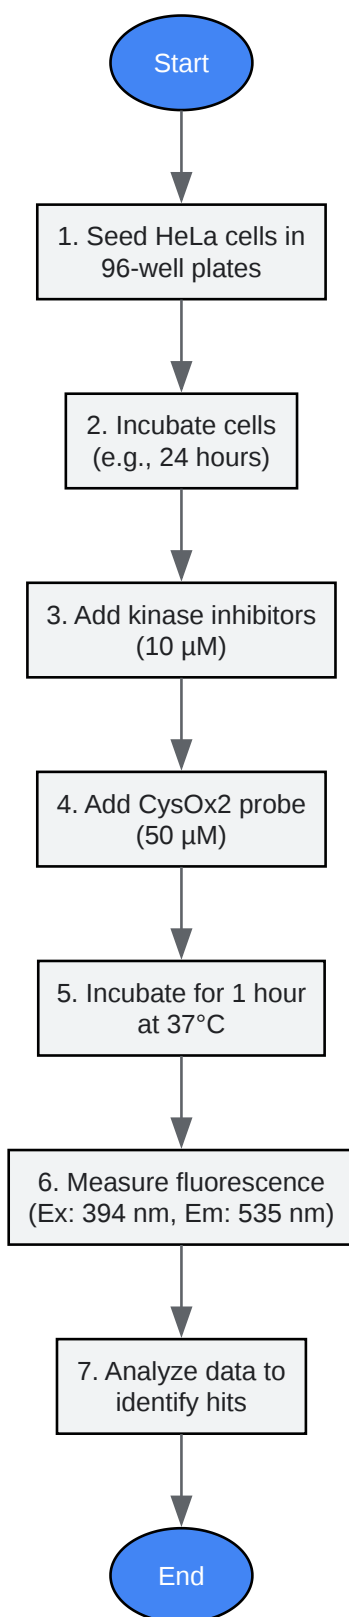 Start
1. Seed HeLa cells in
96-well plates
2. Incubate cells
(e.g., 24 hours)
3. Add kinase inhibitors
(10 µM)
4. Add CysOx2 probe
(50 µM)
5. Incubate for 1 hour
at 37°C
6. Measure fluorescence
(Ex: 394 nm, Em: 535 nm)
7. Analyze data to
identify hits
End